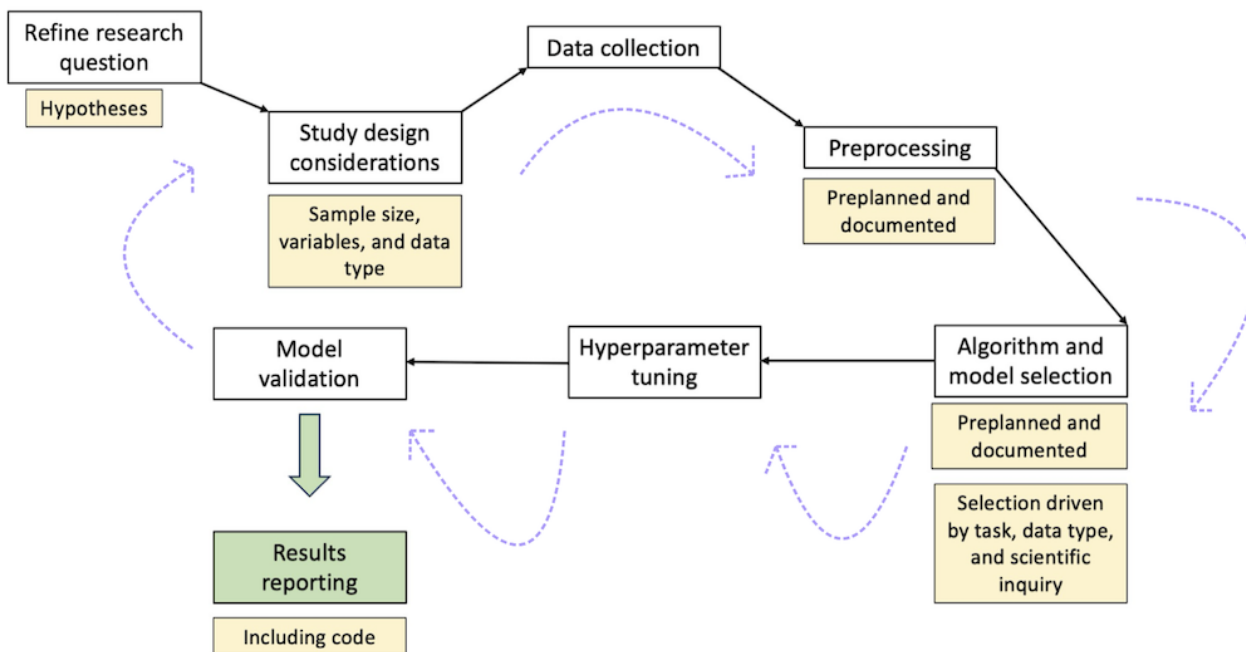 Refine research
question
Hypotheses
Study design
considerations
Sample size,
variables, and data
type
Data collection
Preprocessing
Preplanned and
documented
Algorithm and
model selection
Preplanned and
documented
Selection driven
by task, data type,
and scientific
inquiry
Hyperparameter
tuning
Model
validation
Results
reporting
Including code